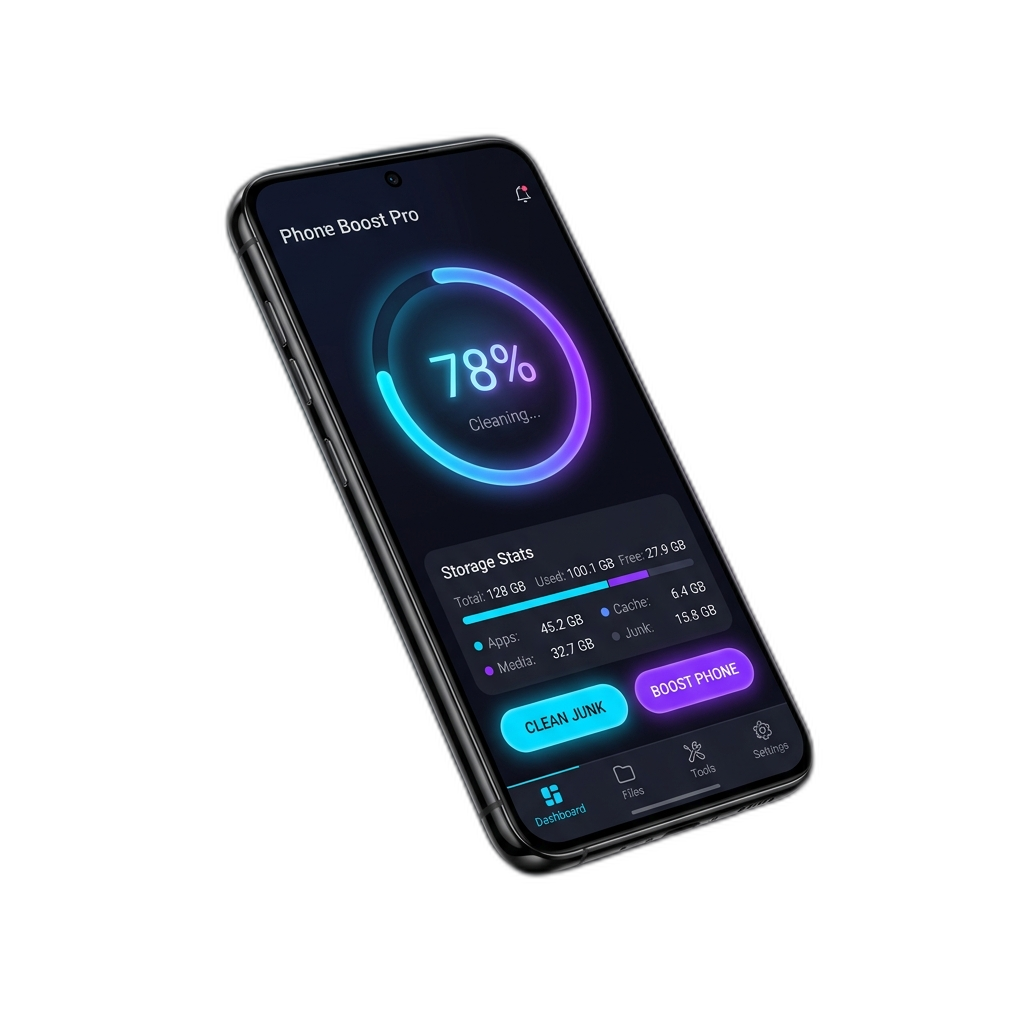 Phone Boost Pro
78%
Cleaning...
Storage Stats
Total: 128 GB Used: 100.1 GB Free: 27.9 GB
Apps: 45.2 GB Cache: 6.4 GB
Media: 32.7 GB Junk: 15.8 GB
CLEAN JUNK BOOST PHONE
Dashboard Files Tools Settings